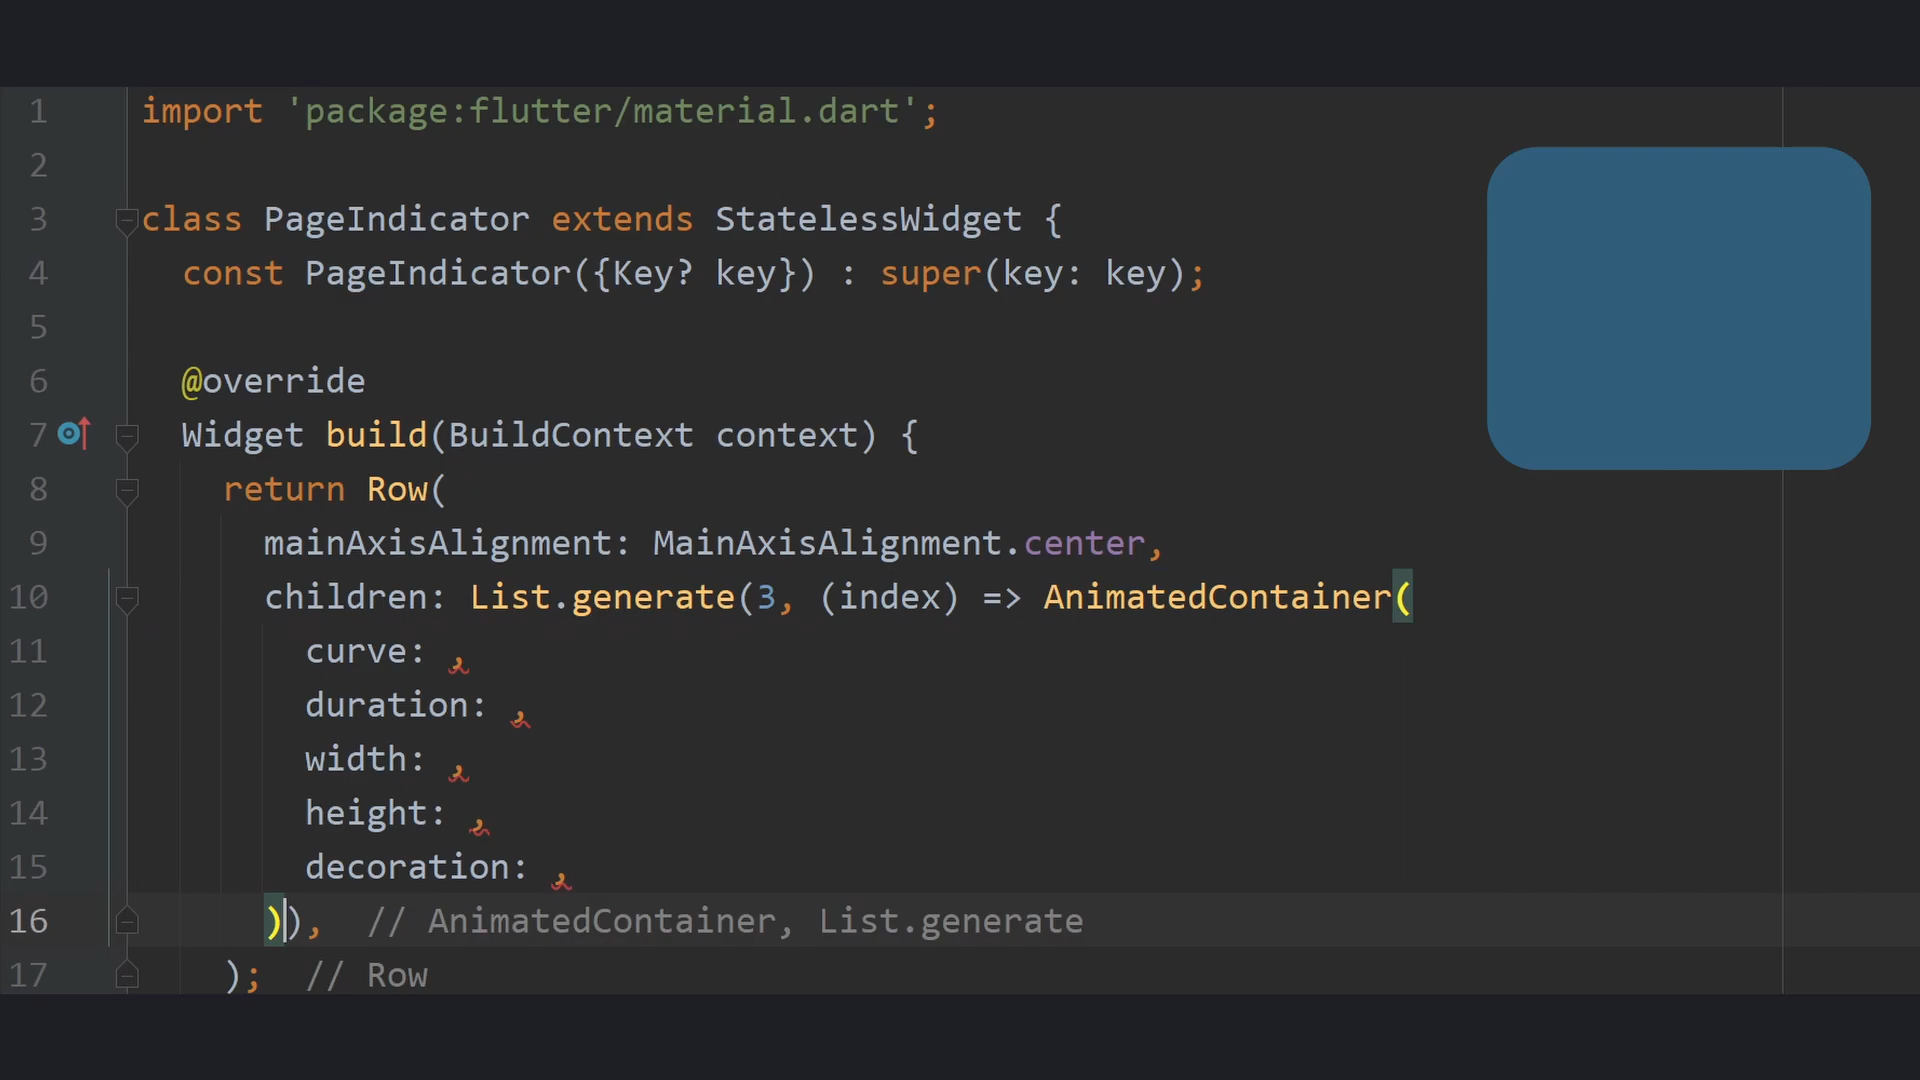 1 import 'package:flutter/material.dart';
2
3 class PageIndicator extends StatelessWidget {
4 const PageIndicator({Key? key}) : super(key: key);
5
6 @override
7 Widget build(BuildContext context) {
8 return Row(
9 mainAxisAlignment: MainAxisAlignment.center,
10 children: List.generate(3, (index) => AnimatedContainer(
11 curve: ,
12 duration: ,
13 width: ,
14 height: ,
15 decoration: ,
16 )), // AnimatedContainer, List.generate
17 ); // Row